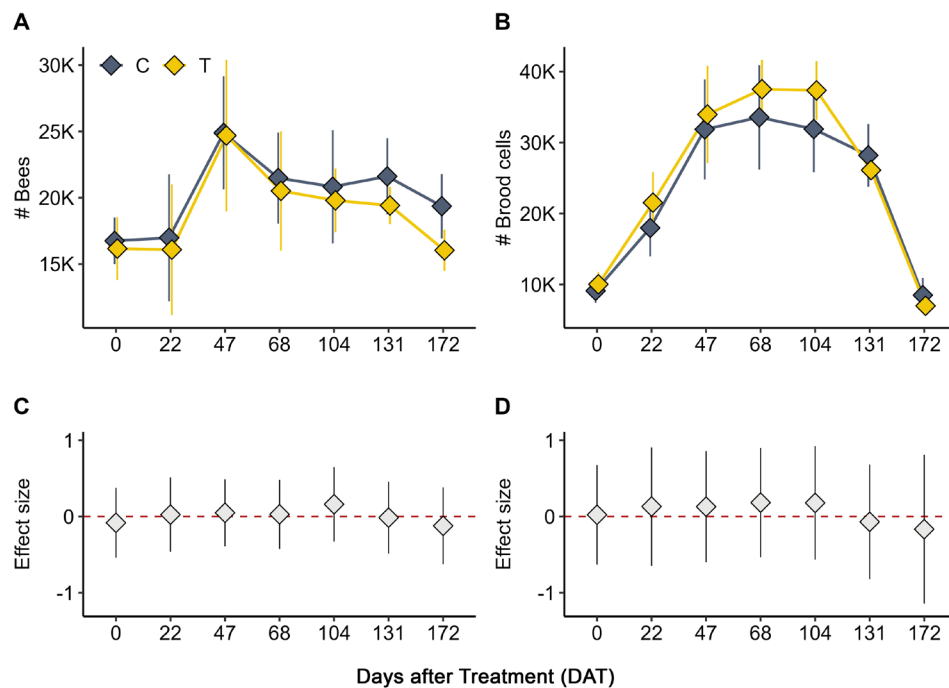 A
B
C T
# Bees
30K
25K
20K
15K
0 22 47 68 104 131 172
# Brood cells
40K
30K
20K
10K
0 22 47 68 104 131 172
C
D
Effect size
1
0
-1
0 22 47 68 104 131 172
Effect size
1
0
-1
0 22 47 68 104 131 172
Days after Treatment (DAT)